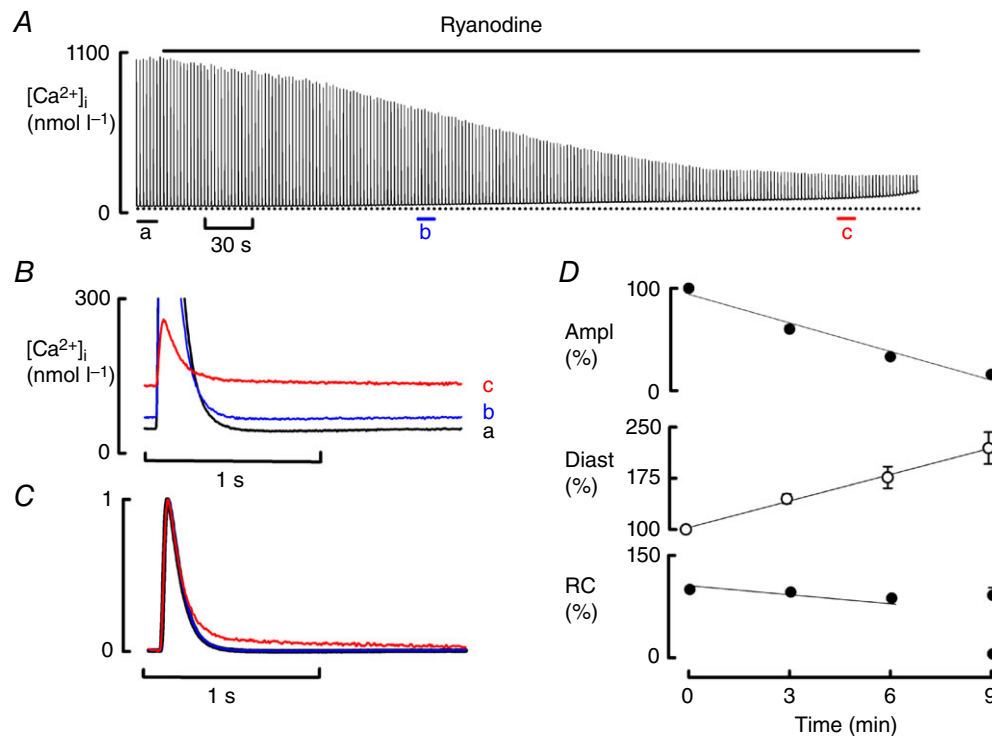 A
Ryanodine
1100
[Ca2+]i
(nmol l–1)
0
a
30 s
b
c
B
300
[Ca2+]i
(nmol l–1)
0
c
b
a
1 s
C
1
0
1 s
D
100
Ampl
(%)
0
250
Diast
(%)
175
100
150
RC
(%)
0
0
3
6
9
Time (min)